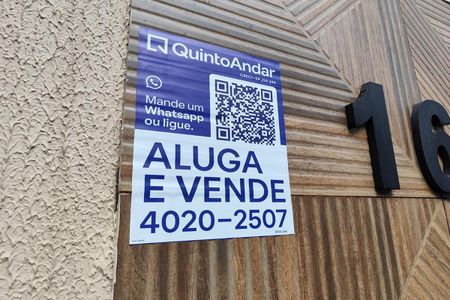 QuintoAndar
Mande um
Whatsapp
ou ligue.
ALUGA
E VENDE
4020-2507
16